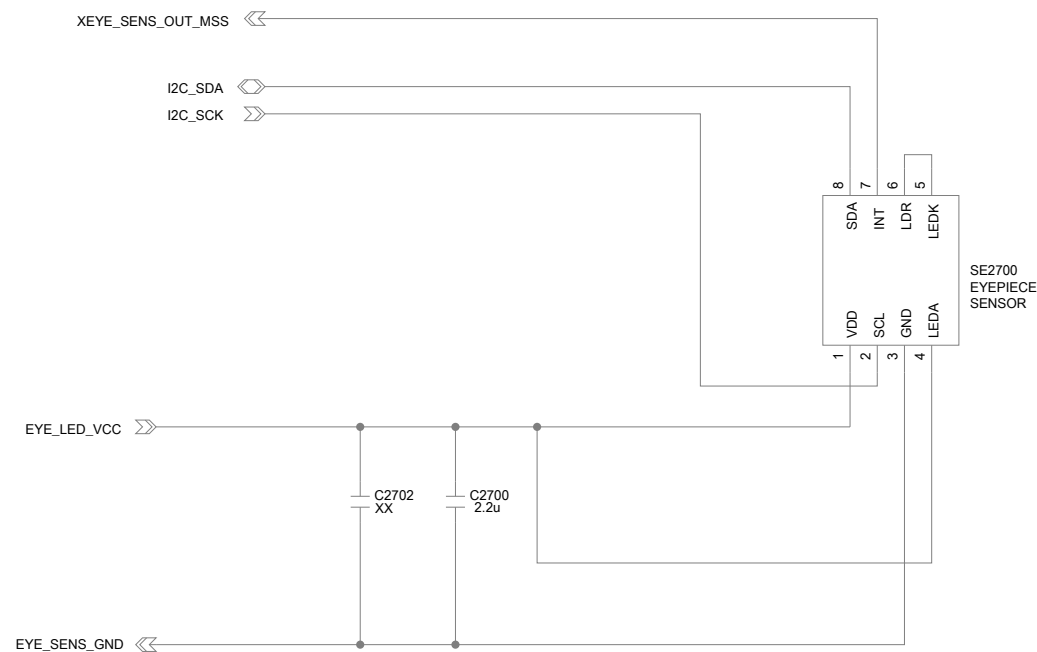 XEYE_SENS_OUT_MSS
I2C_SDA
I2C_SCK
8
7
6
5
SDA
INT
LDR
LEDK
SE2700
EYEPIECE
SENSOR
VDD
SCL
GND
LEDA
1
2
3
4
EYE_LED_VCC
C2702
XX
C2700
2.2u
EYE_SENS_GND